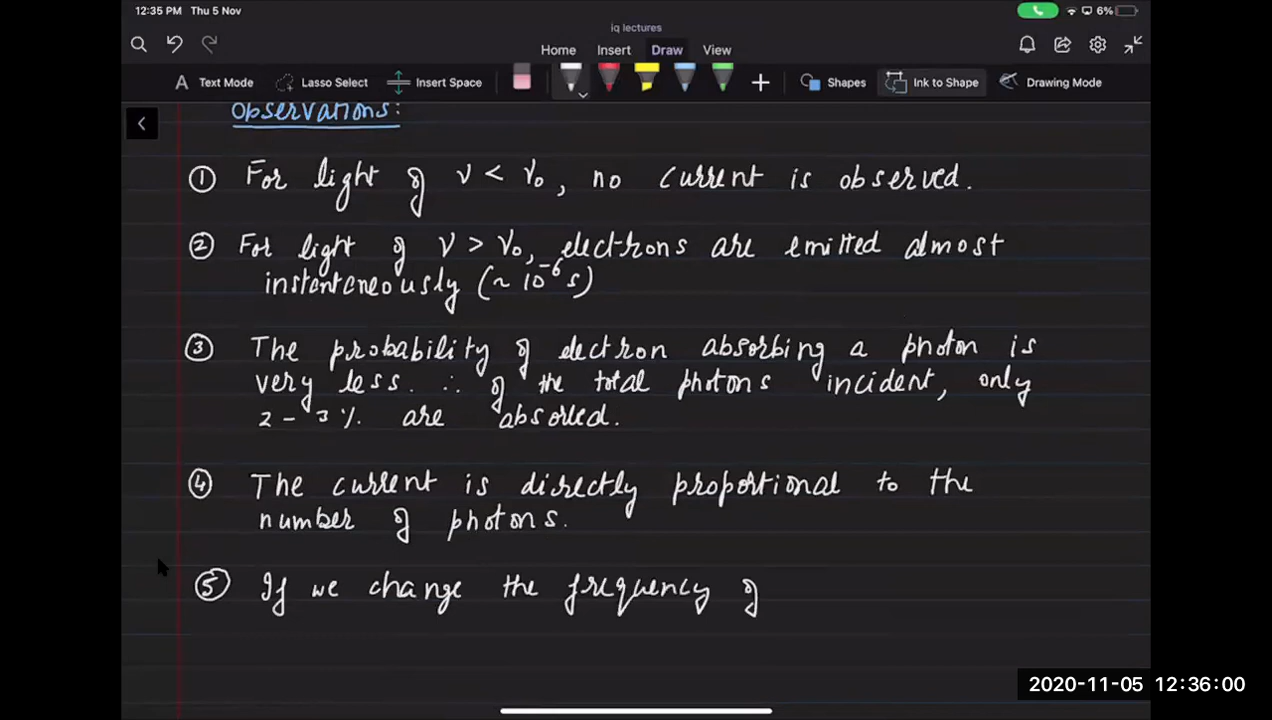 12:35 PM Thu 5 Nov
6%
iq lectures
Home Insert Draw View
Text Mode Lasso Select Insert Space Shapes Ink to Shape Drawing Mode
Observations:
① For light of ν < ν₀, no current is observed.
② For light of ν > ν₀, electrons are emitted almost
instantaneously (~ 10⁻⁶ s)
③ The probability of electron absorbing a photon is
very less. ∴ of the total photons incident, only
2 - 3 % are absorbed.
④ The current is directly proportional to the
number of photons.
⑤ If we change the frequency of
2020-11-05 12:36:00